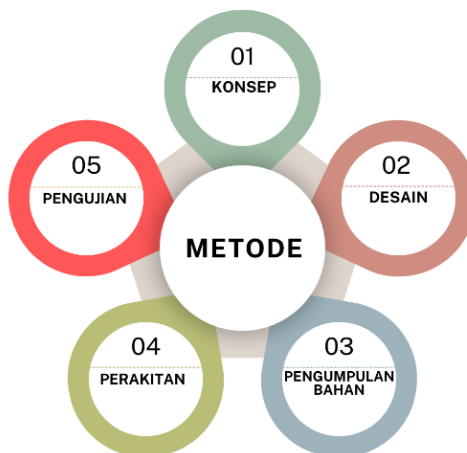 01
KONSEP
02
DESAIN
03
PENGUMPULAN
BAHAN
04
PERAKITAN
05
PENGUJIAN
METODE